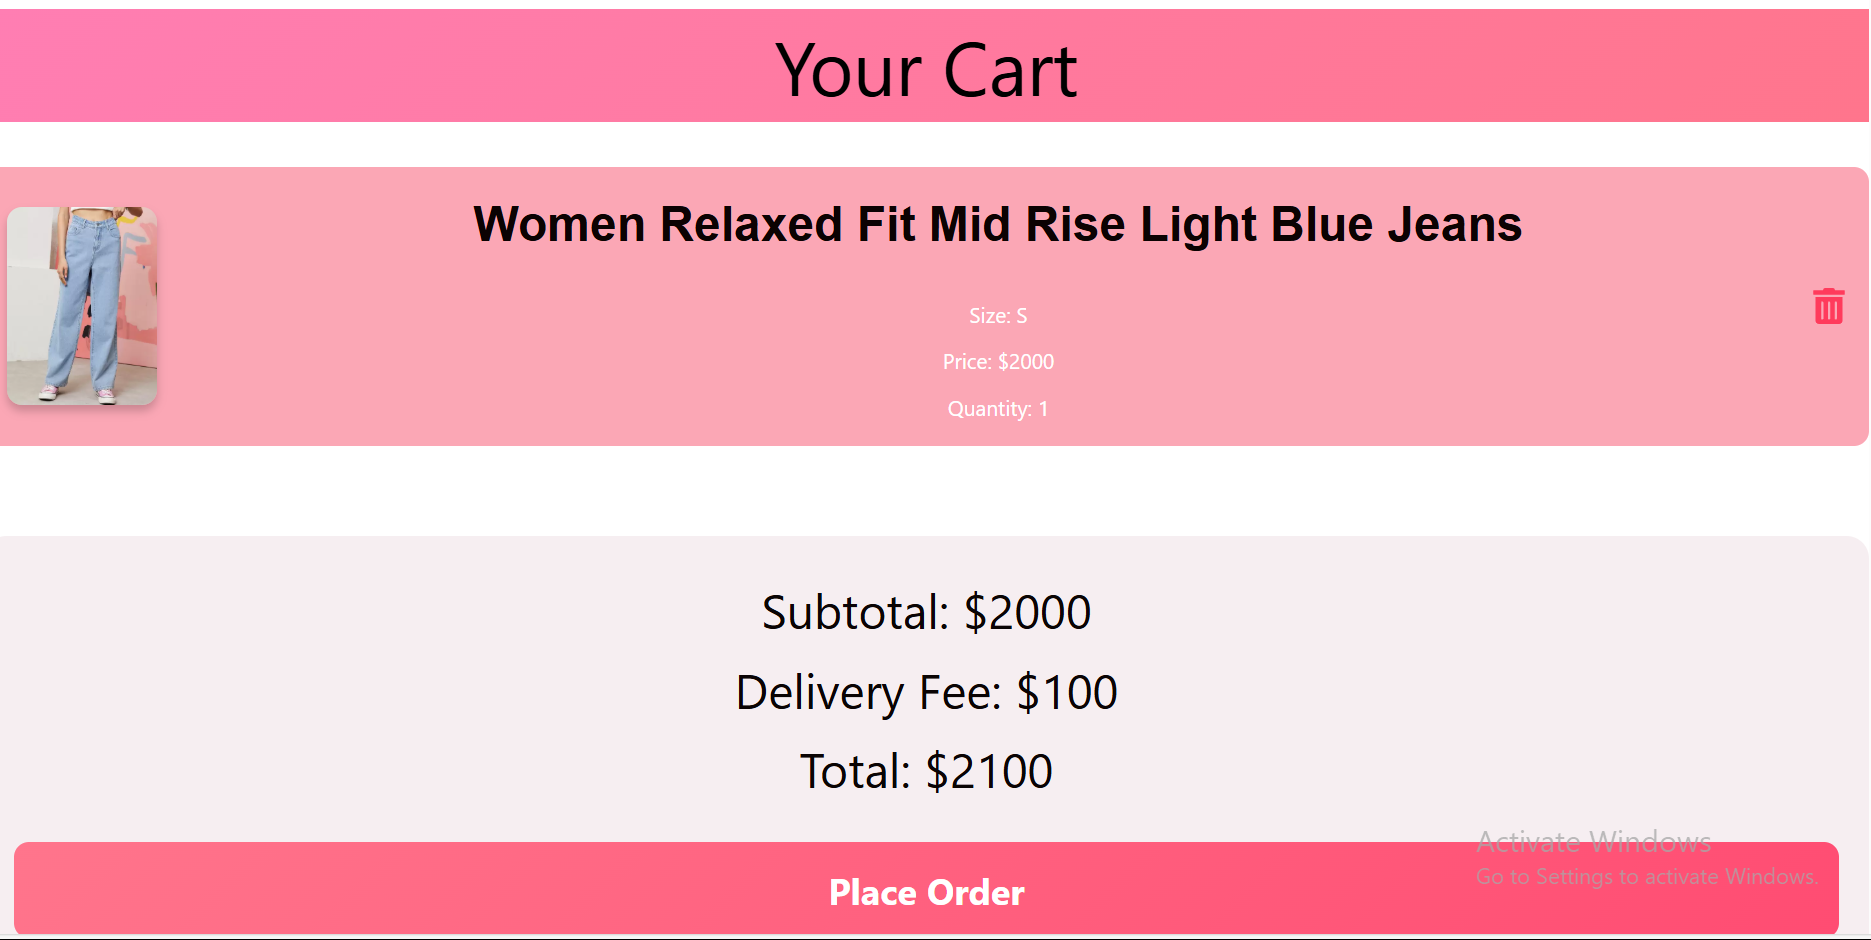 Your Cart
Women Relaxed Fit Mid Rise Light Blue Jeans
Size: S
Price: $2000
Quantity: 1
Subtotal: $2000
Delivery Fee: $100
Total: $2100
Place Order
Activate Windows
Go to Settings to activate Windows.